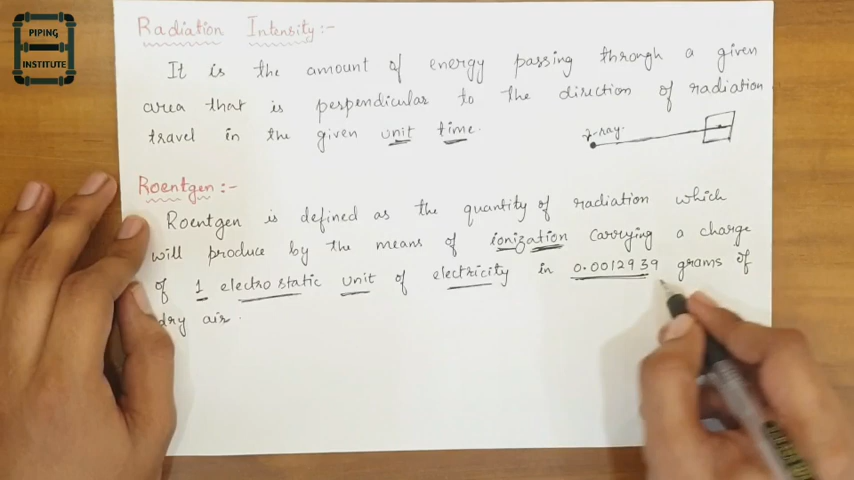 PIPING
INSTITUTE
Radiation Intensity:-
It is the amount of energy passing through a given
area that is perpendicular to the direction of radiation
travel in the given unit time.
γ-ray.
Roentgen:-
Roentgen is defined as the quantity of radiation which
will produce by the means of ionization carrying a charge
of 1 electro static unit of electricity in 0.0012939 grams of
dry air.